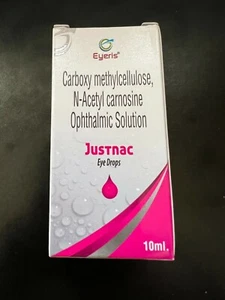 Eyeris®
Carboxy methylcellulose,
N-Acetyl carnosine
Ophthalmic Solution
JUSTNAC
Eye Drops
10ml.